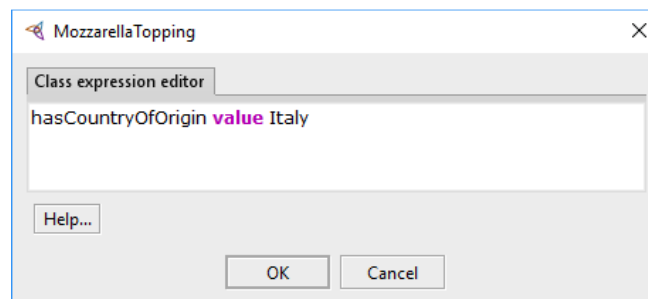 MozzarellaTopping
Class expression editor
hasCountryOfOrigin value Italy
Help...
OK Cancel